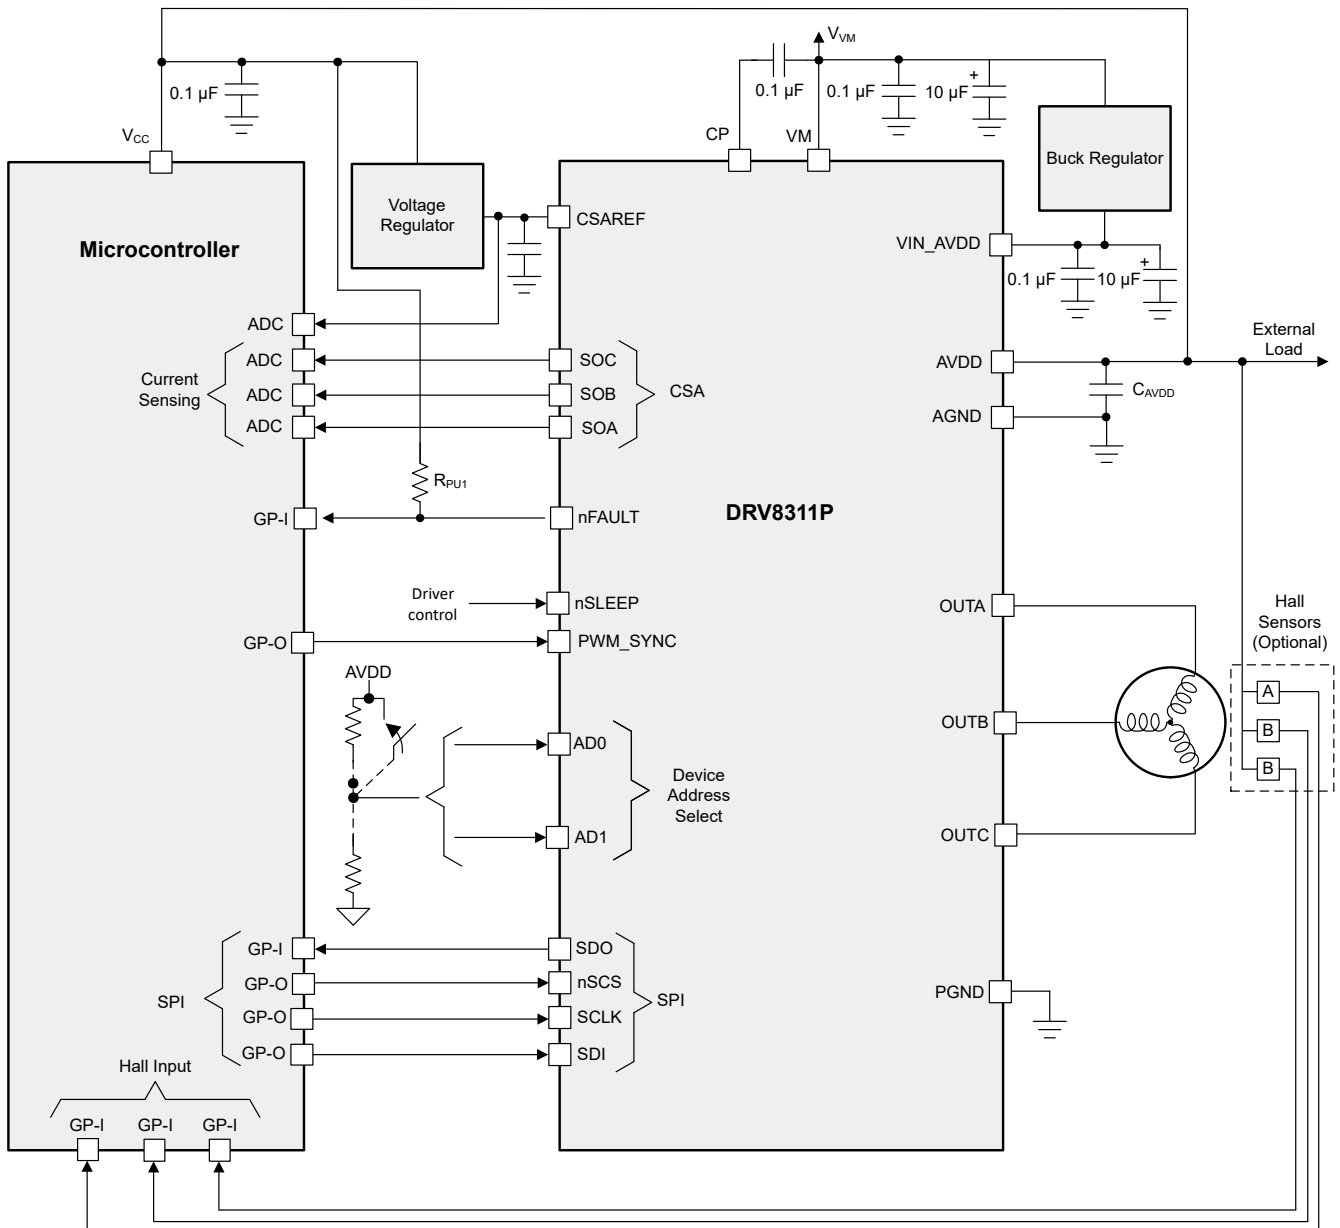 V_VM
0.1 µF
0.1 µF
0.1 µF
10 µF
+
V_CC
CP
VM
Buck Regulator
Voltage
Regulator
CSAREF
Microcontroller
VIN_AVDD
+
0.1 µF
10 µF
ADC
External
Load
ADC
SOC
AVDD
Current
Sensing
ADC
SOB
CSA
C_AVDD
ADC
SOA
AGND
R_PU1
GP-I
nFAULT
DRV8311P
Driver
control
nSLEEP
OUTA
Hall
Sensors
(Optional)
GP-O
PWM_SYNC
AVDD
A
AD0
OUTB
B
Device
Address
Select
B
AD1
OUTC
GP-I
SDO
GP-O
nSCS
PGND
SPI
SPI
GP-O
SCLK
GP-O
SDI
Hall Input
GP-I
GP-I
GP-I